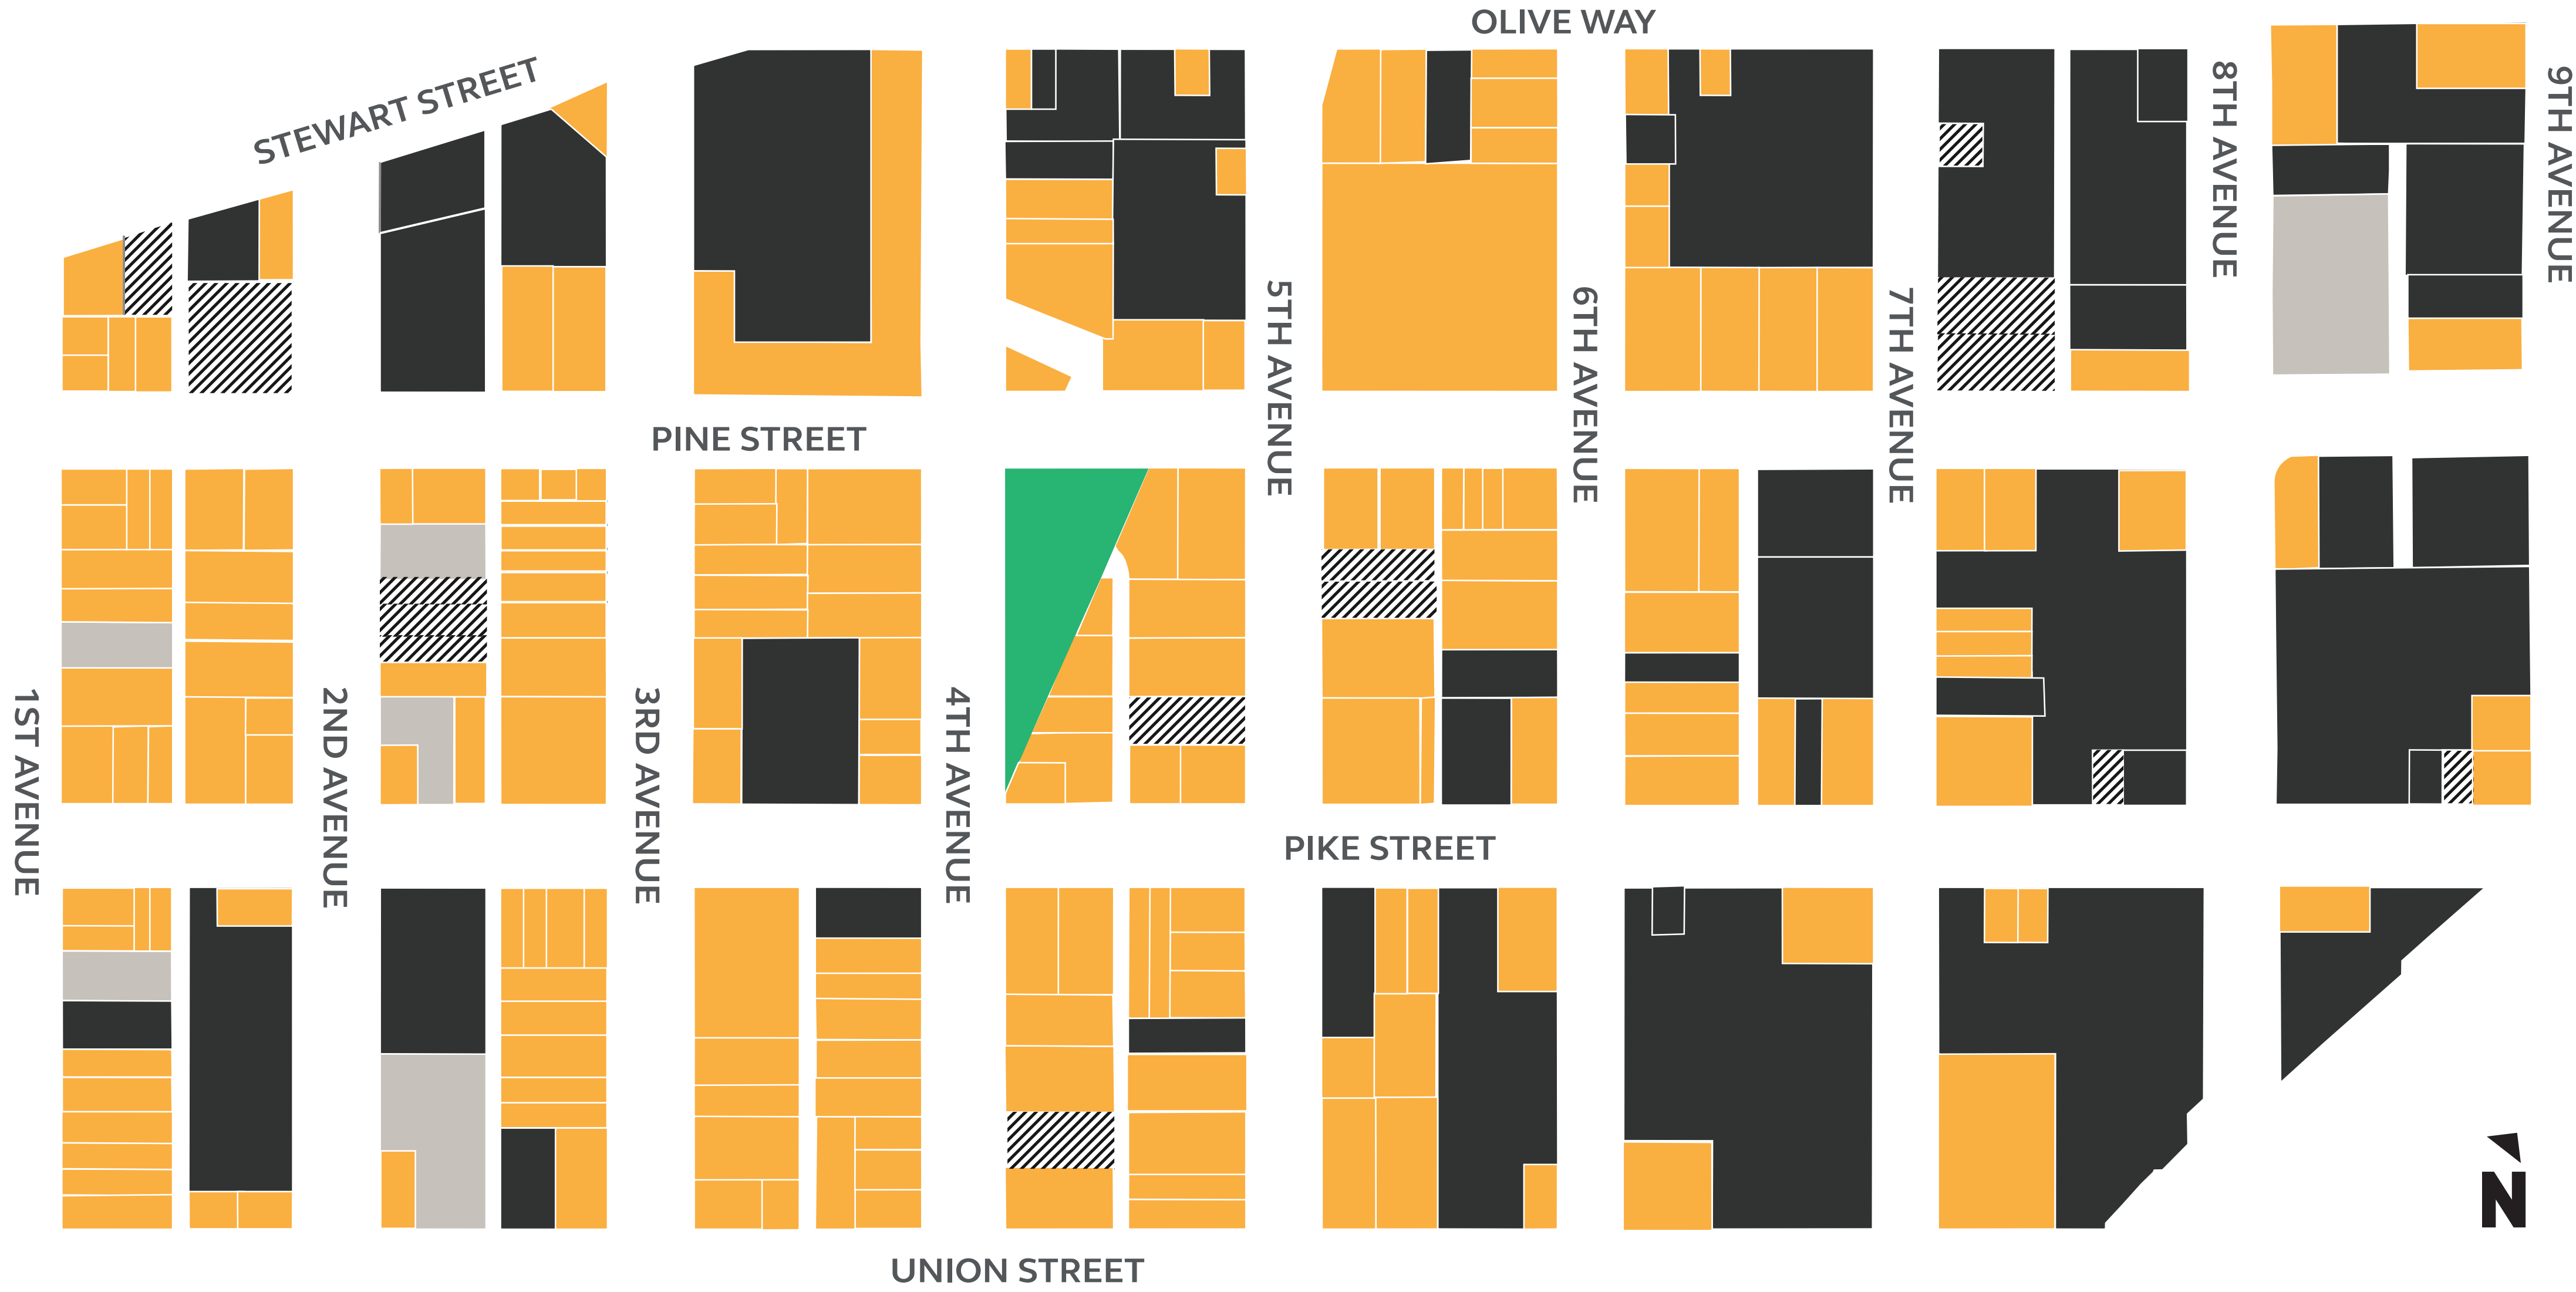 OLIVE WAY
STEWART STREET
8TH AVENUE
9TH AVENUE
5TH AVENUE
6TH AVENUE
7TH AVENUE
PINE STREET
1ST AVENUE
2ND AVENUE
3RD AVENUE
4TH AVENUE
PIKE STREET
N
UNION STREET